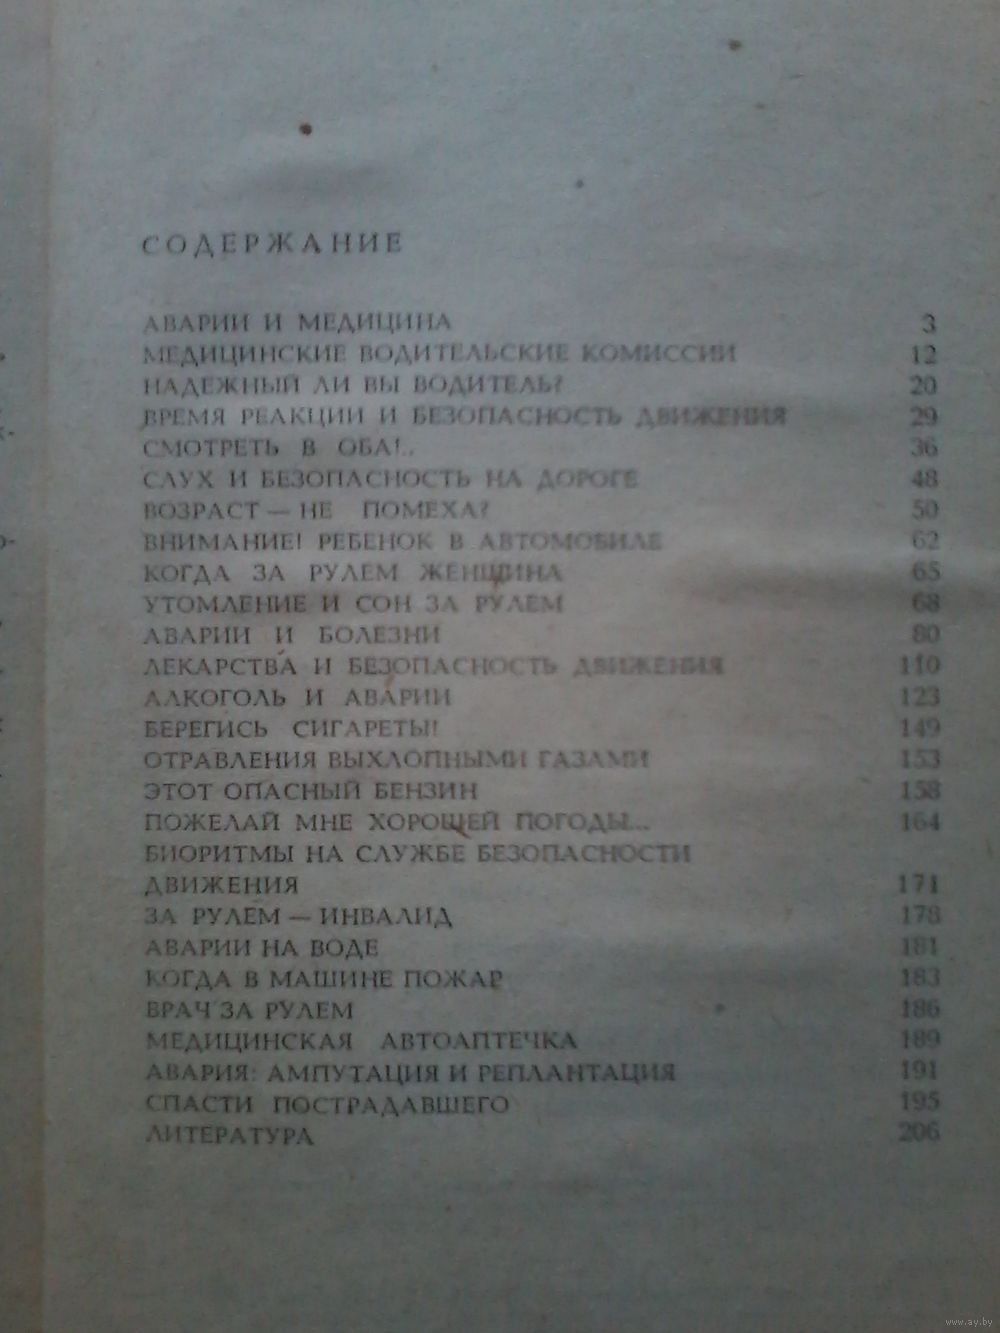 СОДЕРЖАНИЕ
АВАРИИ И МЕДИЦИНА 3
МЕДИЦИНСКИЕ ВОДИТЕЛЬСКИЕ КОМИССИИ 12
НАДЕЖНЫЙ ЛИ ВЫ ВОДИТЕЛЬ? 20
ВРЕМЯ РЕАКЦИИ И БЕЗОПАСНОСТЬ ДВИЖЕНИЯ 29
СМОТРЕТЬ В ОБА!.. 36
СЛУХ И БЕЗОПАСНОСТЬ НА ДОРОГЕ 48
ВОЗРАСТ — НЕ ПОМЕХА? 50
ВНИМАНИЕ! РЕБЕНОК В АВТОМОБИЛЕ 62
КОГДА ЗА РУЛЕМ ЖЕНЩИНА 65
УТОМЛЕНИЕ И СОН ЗА РУЛЕМ 68
АВАРИИ И БОЛЕЗНИ 80
ЛЕКАРСТВА И БЕЗОПАСНОСТЬ ДВИЖЕНИЯ 110
АЛКОГОЛЬ И АВАРИИ 123
БЕРЕГИСЬ СИГАРЕТЫ! 149
ОТРАВЛЕНИЯ ВЫХЛОПНЫМИ ГАЗАМИ 153
ЭТОТ ОПАСНЫЙ БЕНЗИН 158
ПОЖЕЛАЙ МНЕ ХОРОШЕЙ ПОГОДЫ... 164
БИОРИТМЫ НА СЛУЖБЕ БЕЗОПАСНОСТИ
ДВИЖЕНИЯ 171
ЗА РУЛЕМ — ИНВАЛИД 178
АВАРИИ НА ВОДЕ 181
КОГДА В МАШИНЕ ПОЖАР 183
ВРАЧ ЗА РУЛЕМ 186
МЕДИЦИНСКАЯ АВТОАПТЕЧКА 189
АВАРИЯ: АМПУТАЦИЯ И РЕПЛАНТАЦИЯ 191
СПАСТИ ПОСТРАДАВШЕГО 195
ЛИТЕРАТУРА 206
www.ay.by